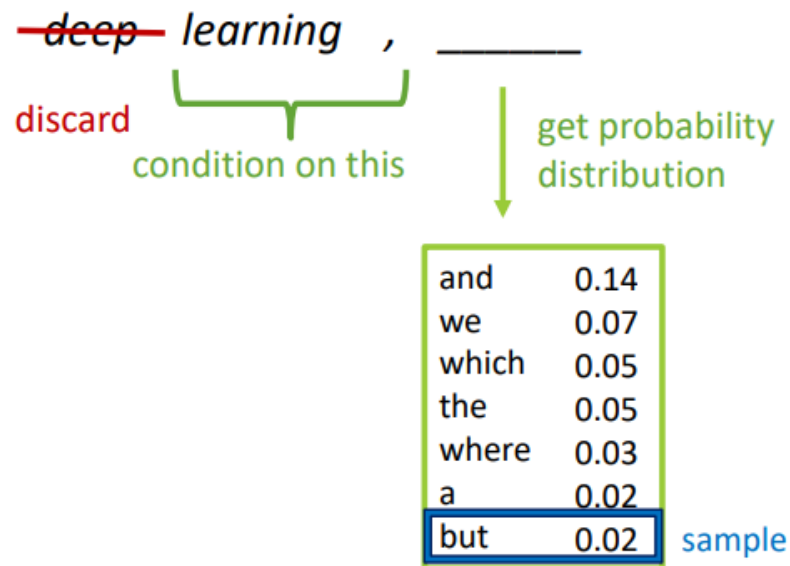 deep learning , ______
discard
condition on this
get probability
distribution
and 0.14
we 0.07
which 0.05
the 0.05
where 0.03
a 0.02
but 0.02
sample